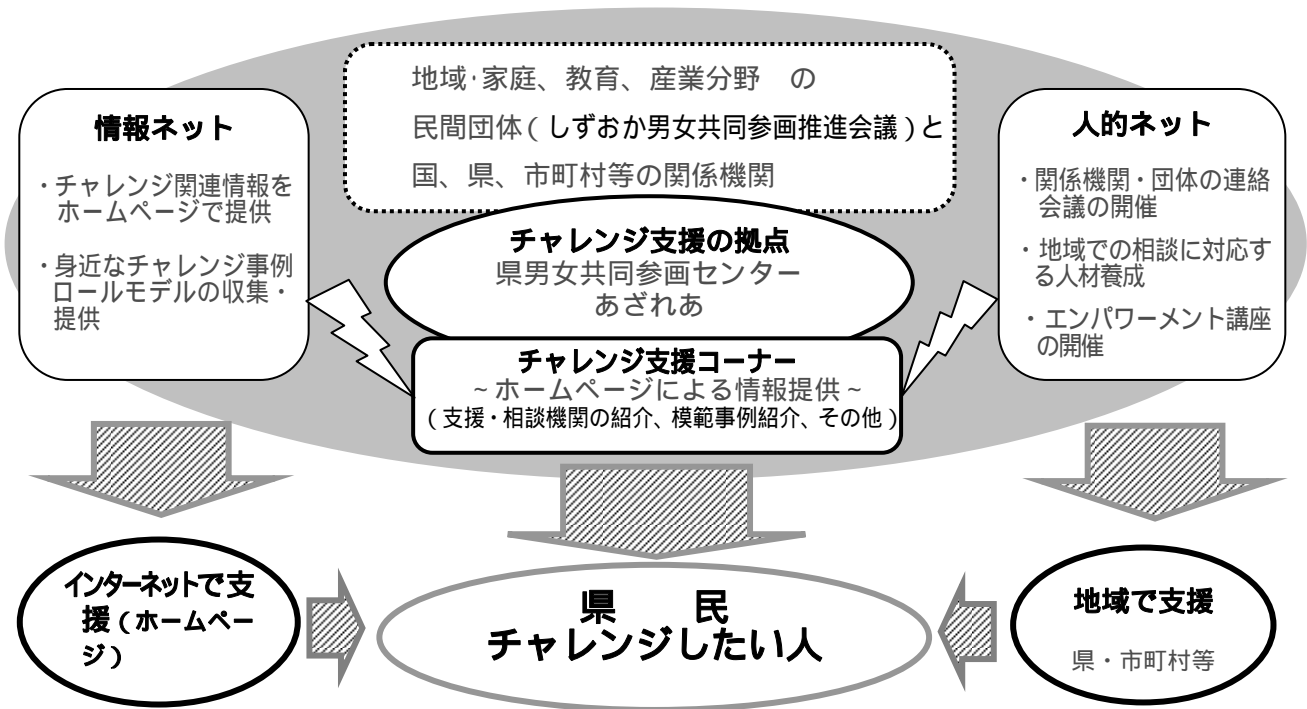 地域・家庭、教育、産業分野　の
民間団体（しずおか男女共同参画推進会議）と
国、県、市町村等の関係機関
情報ネット
・チャレンジ関連情報を
ホームページで提供
・身近なチャレンジ事例
ロールモデルの収集・
提供
チャレンジ支援の拠点
県男女共同参画センター
あざれあ
チャレンジ支援コーナー
～ホームページによる情報提供～
（支援・相談機関の紹介、模範事例紹介、その他）
人的ネット
・関係機関・団体の連絡
会議の開催
・地域での相談に対応す
る人材養成
・エンパワーメント講座
の開催
インターネットで支
援（ホームペー
ジ）
県　　民
チャレンジしたい人
地域で支援
県・市町村等